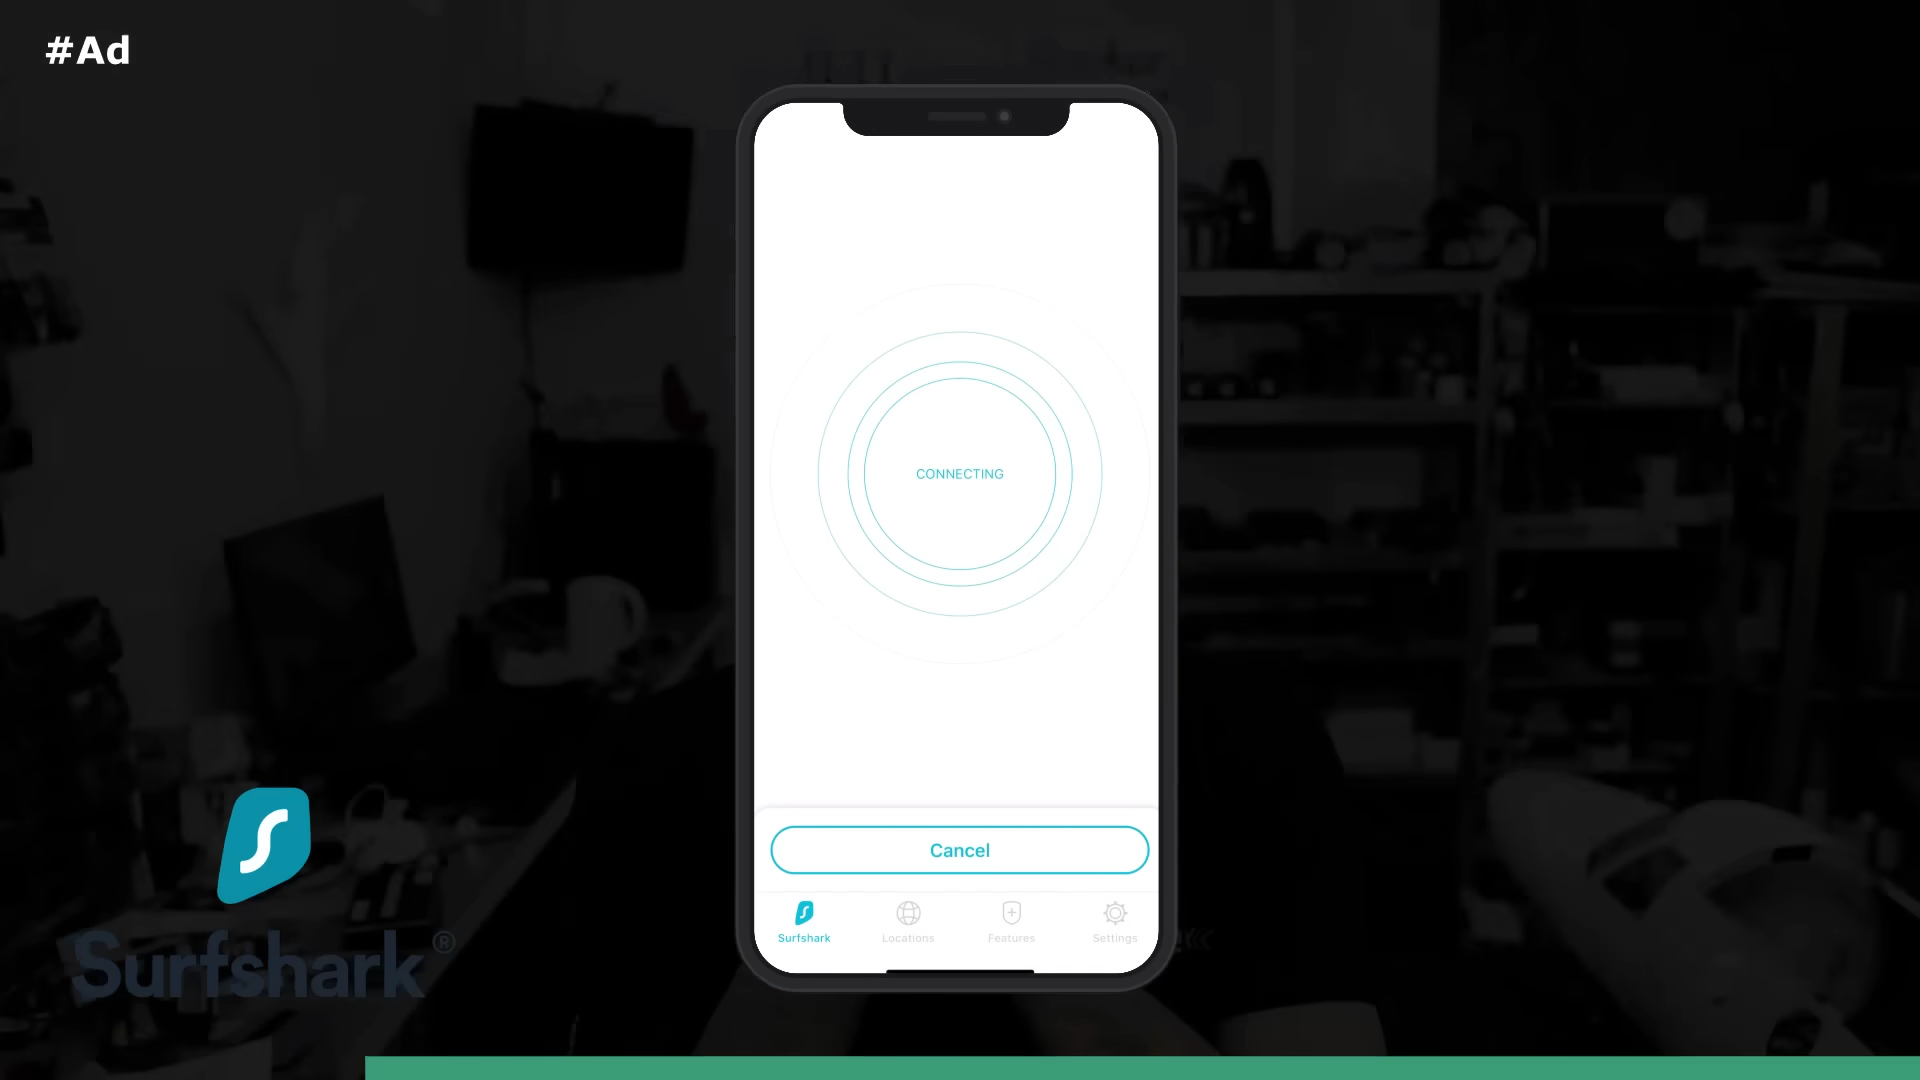 #Ad
CONNECTING
Cancel
Surfshark
Locations
Features
Settings
Surfshark®